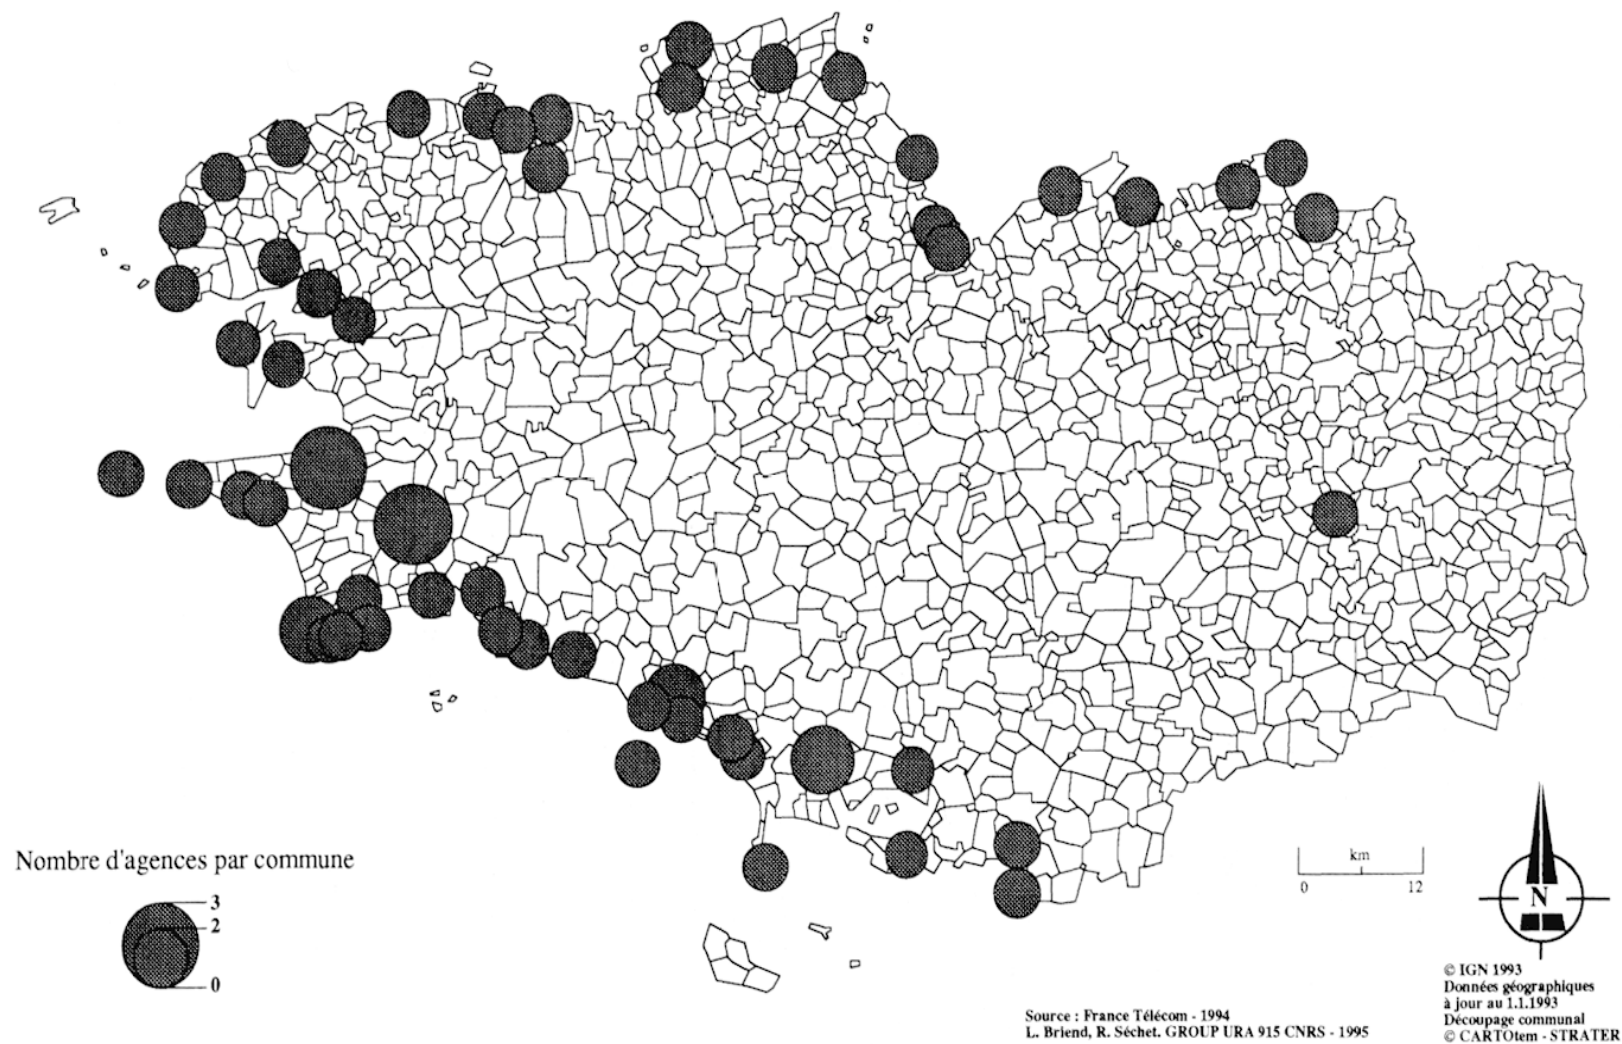 Nombre d'agences par commune
3
2
0
km
0 12
N
© IGN 1993
Données géographiques
à jour au 1.1.1993
Découpage communal
© CARTOtem - STRATER
Source : France Télécom - 1994
L. Briend, R. Séchet. GROUP URA 915 CNRS - 1995